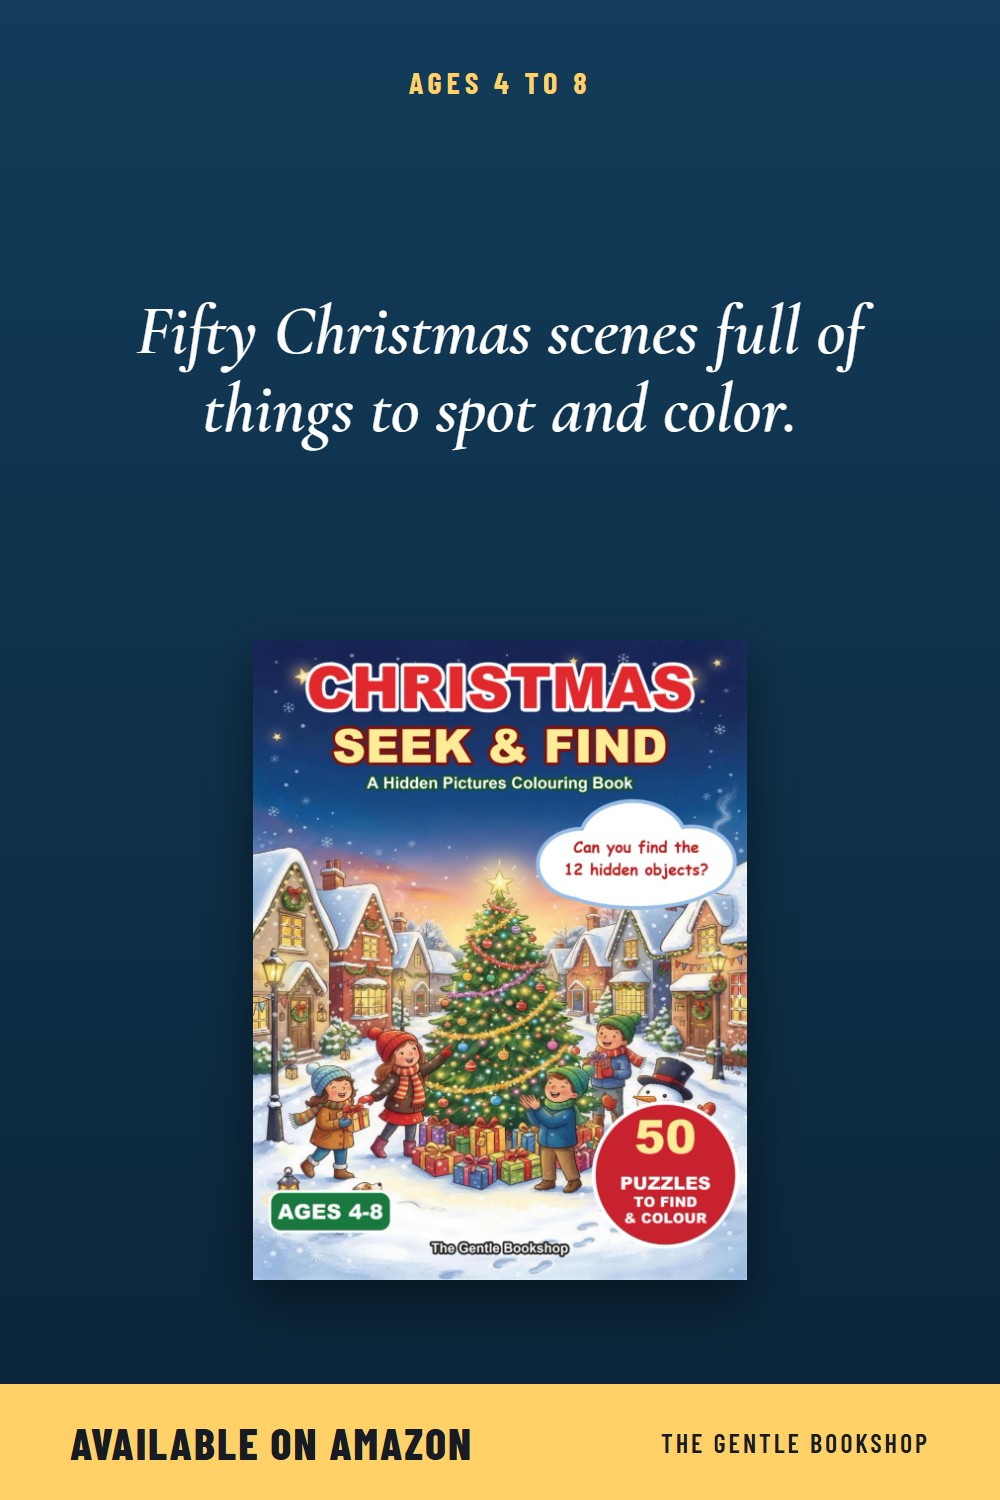 AGES 4 TO 8
Fifty Christmas scenes full of
things to spot and color.
CHRISTMAS
SEEK & FIND
A Hidden Pictures Colouring Book
Can you find the
12 hidden objects?
50
PUZZLES
TO FIND
& COLOUR
AGES 4-8
The Gentle Bookshop
AVAILABLE ON AMAZON
THE GENTLE BOOKSHOP